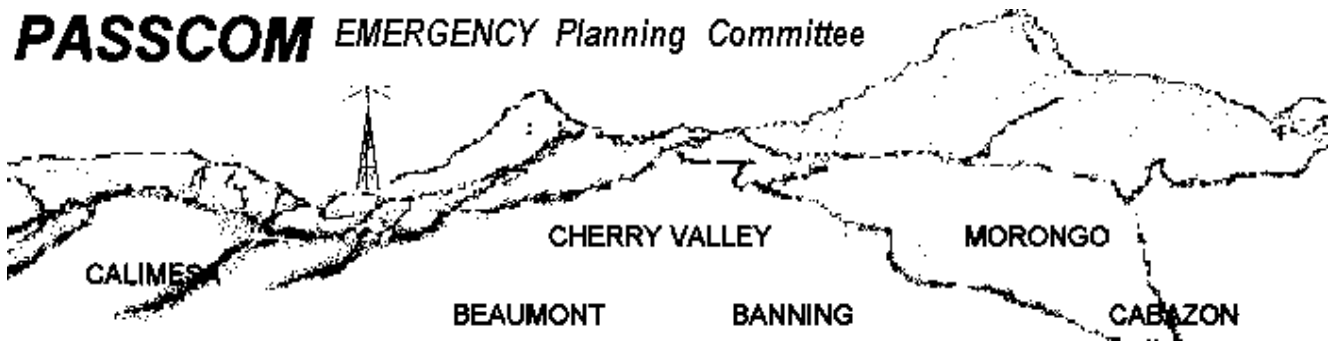 PASSCOM EMERGENCY Planning Committee
CHERRY VALLEY MORONGO
CALIMESA
BEAUMONT BANNING CABAZON